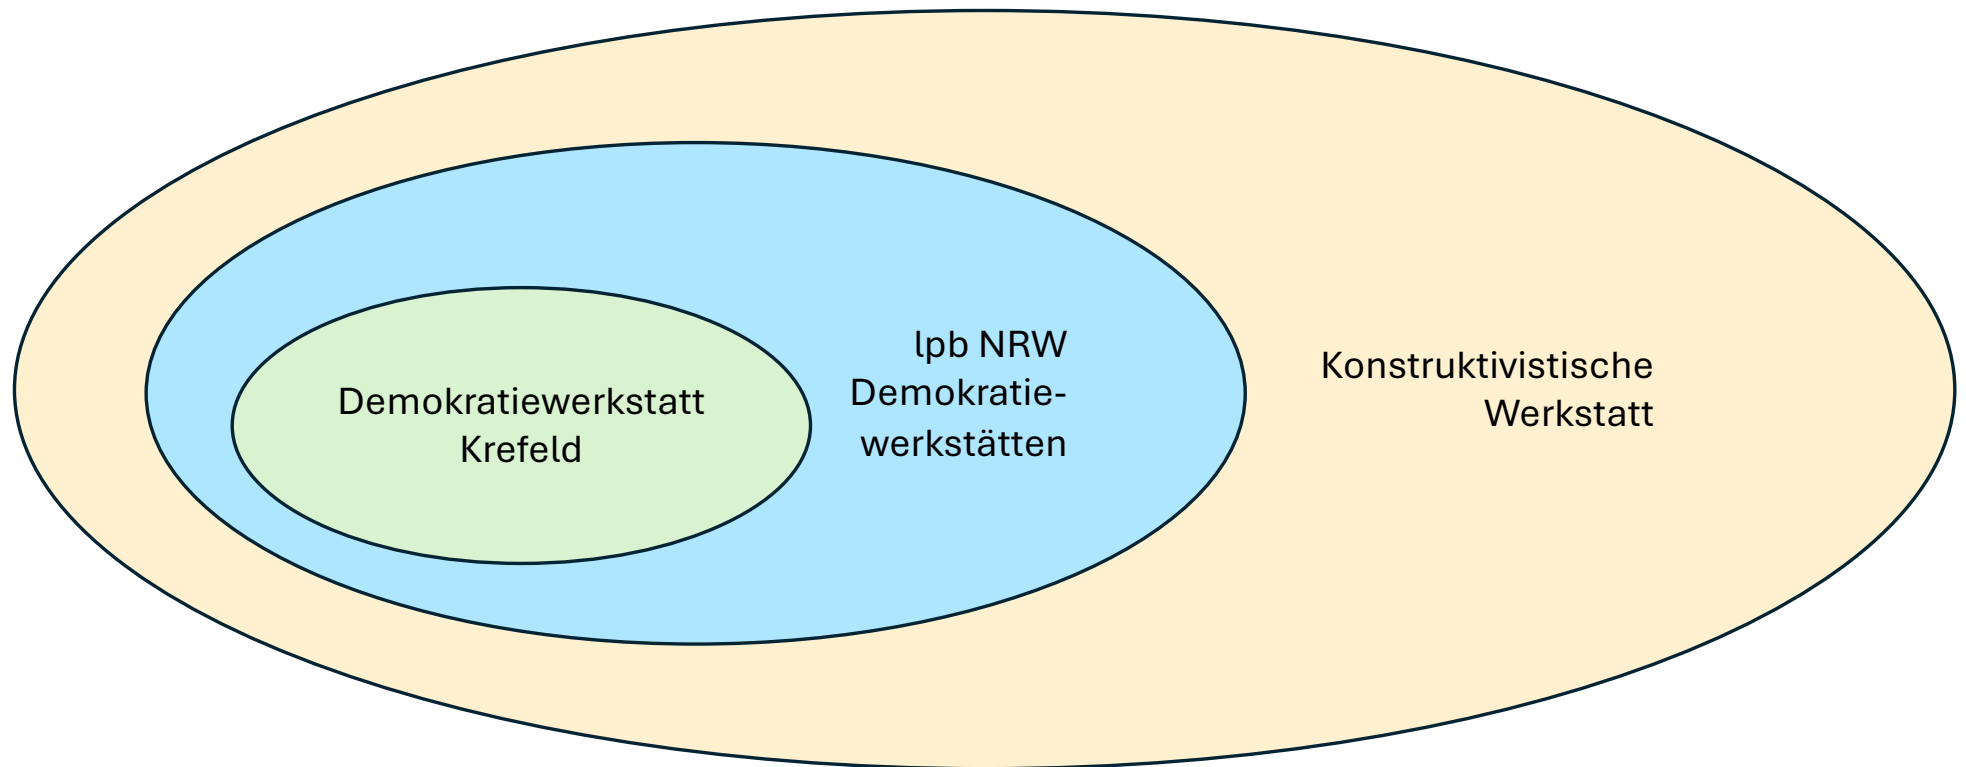 Demokratiewerkstatt
Krefeld
lpb NRW
Demokratie-
werkstätten
Konstruktivistische
Werkstatt